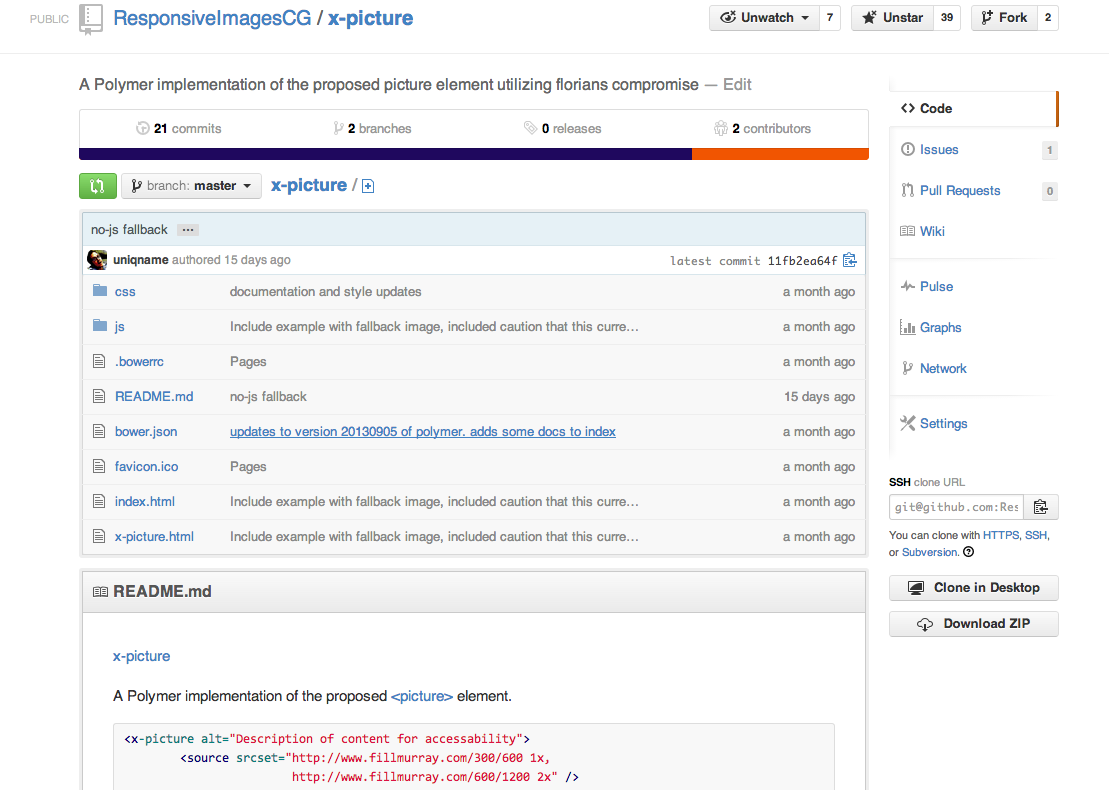 PUBLIC ResponsiveImagesCG / x-picture Unwatch 7 Unstar 39 Fork 2
A Polymer implementation of the proposed picture element utilizing florians compromise — Edit
21 commits 2 branches 0 releases 2 contributors
branch: master x-picture /
no-js fallback ...
uniqname authored 15 days ago latest commit 11fb2ea64f
css documentation and style updates a month ago
js Include example with fallback image, included caution that this curre… a month ago
.bowerrc Pages a month ago
README.md no-js fallback 15 days ago
bower.json updates to version 20130905 of polymer. adds some docs to index a month ago
favicon.ico Pages a month ago
index.html Include example with fallback image, included caution that this curre… a month ago
x-picture.html Include example with fallback image, included caution that this curre… a month ago
README.md
x-picture
A Polymer implementation of the proposed <picture> element.
<x-picture alt="Description of content for accessability">
<source srcset="http://www.fillmurray.com/300/600 1x,
http://www.fillmurray.com/600/1200 2x" />
Code
Issues 1
Pull Requests 0
Wiki
Pulse
Graphs
Network
Settings
SSH clone URL
git@github.com:Res
You can clone with HTTPS, SSH,
or Subversion.
Clone in Desktop
Download ZIP